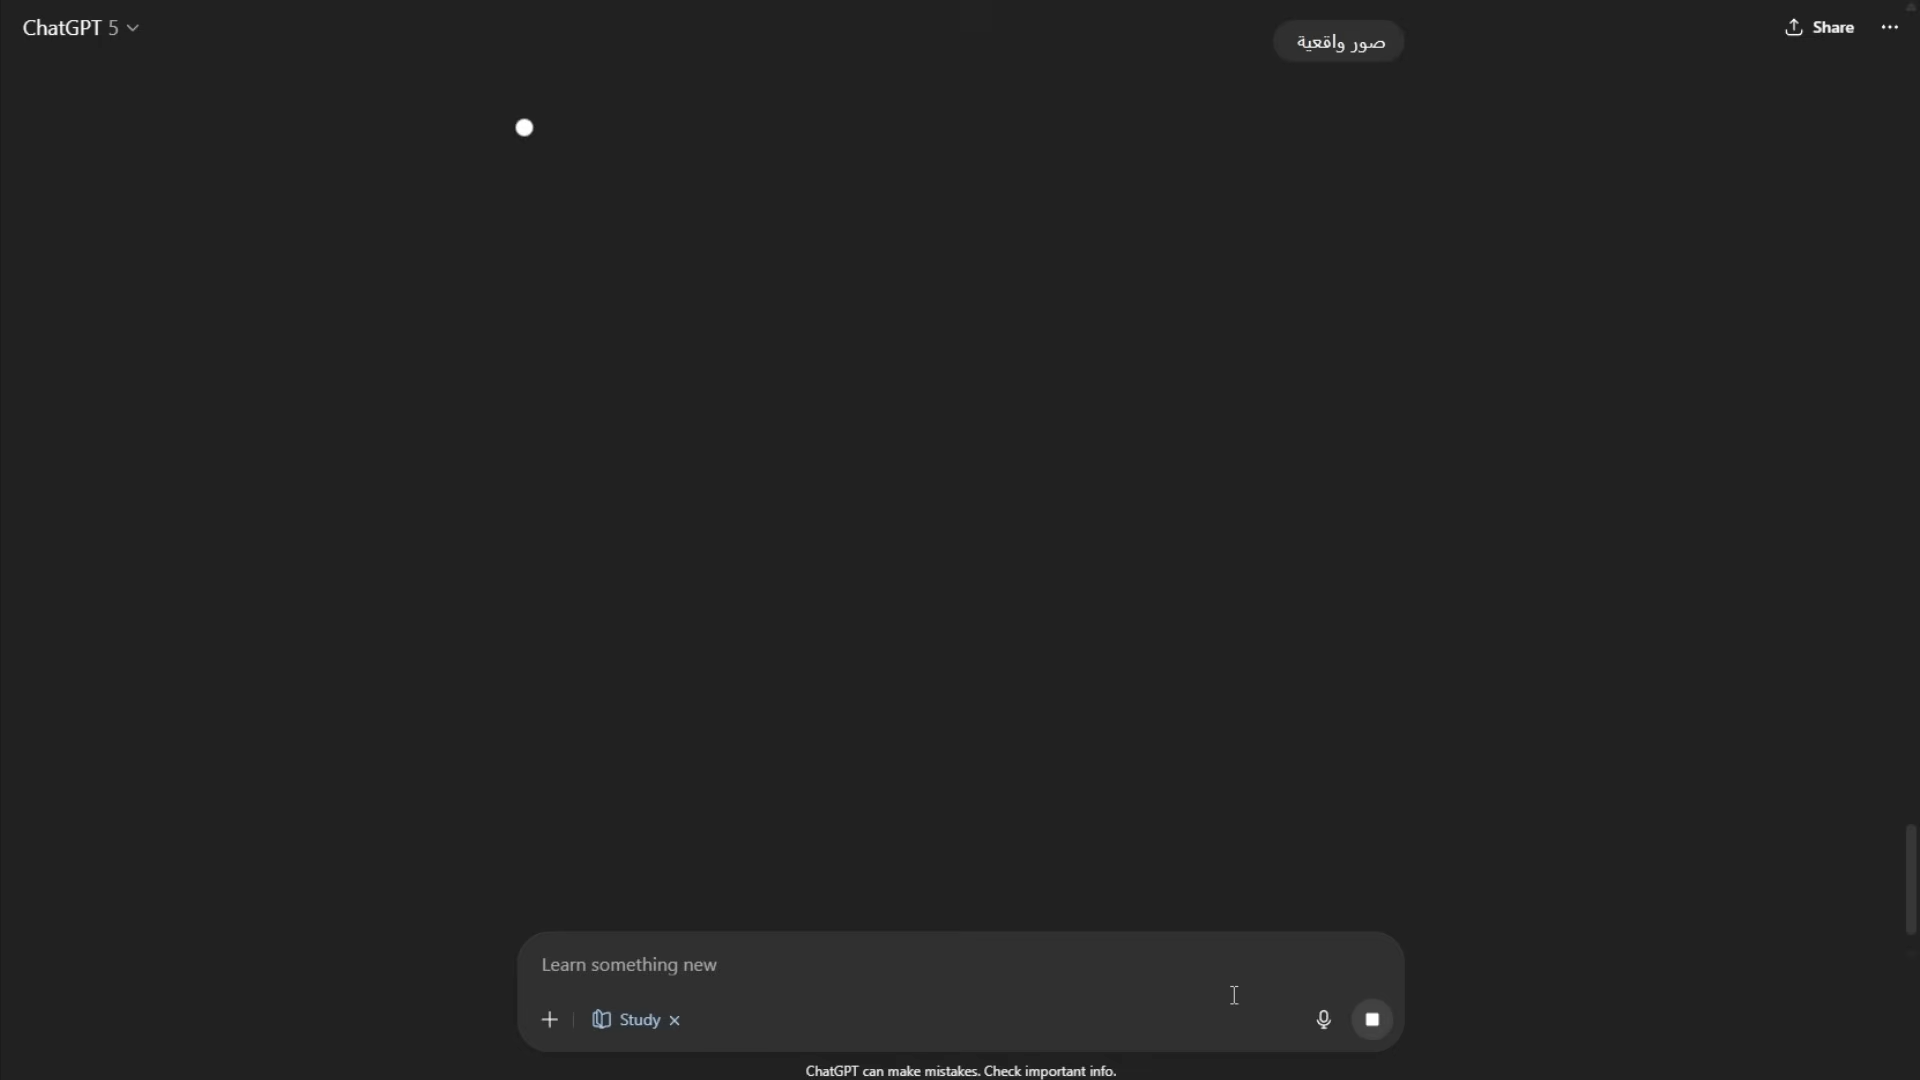 ChatGPT 5
Share
صور واقعية
Learn something new
Study
ChatGPT can make mistakes. Check important info.